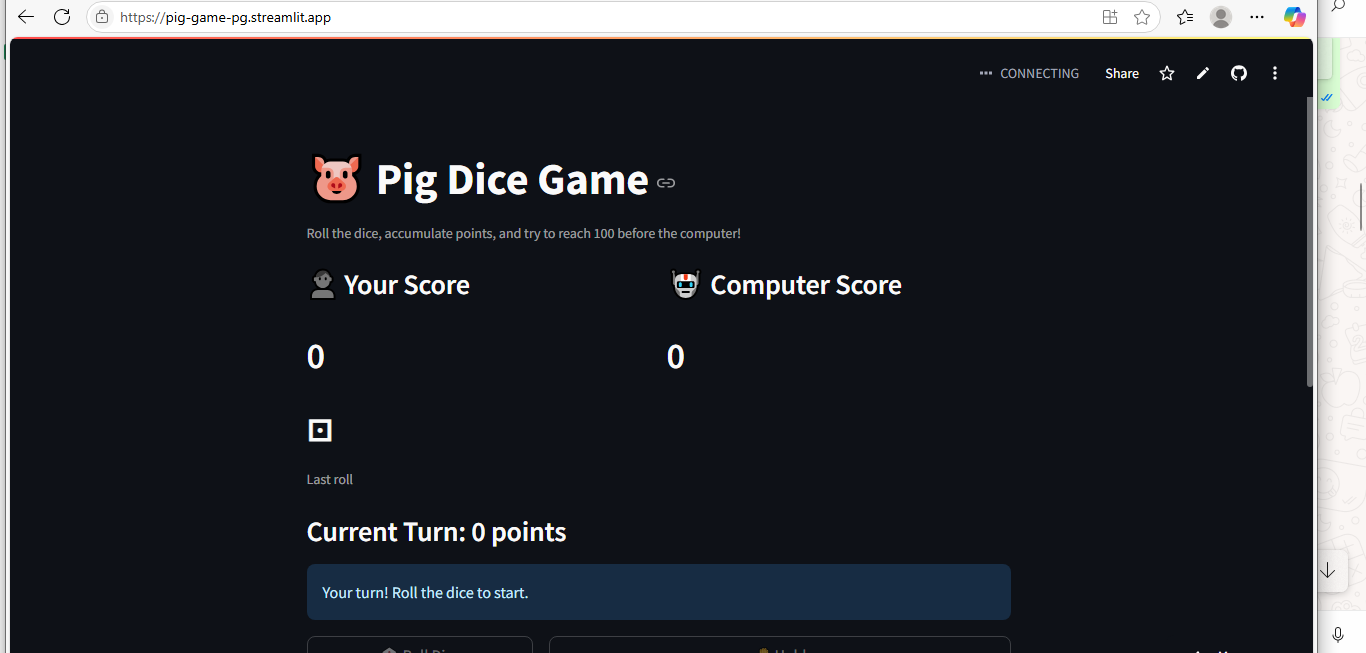 https://pig-game-pg.streamlit.app
CONNECTING Share
Pig Dice Game
Roll the dice, accumulate points, and try to reach 100 before the computer!
Your Score
Computer Score
0
0
Last roll
Current Turn: 0 points
Your turn! Roll the dice to start.